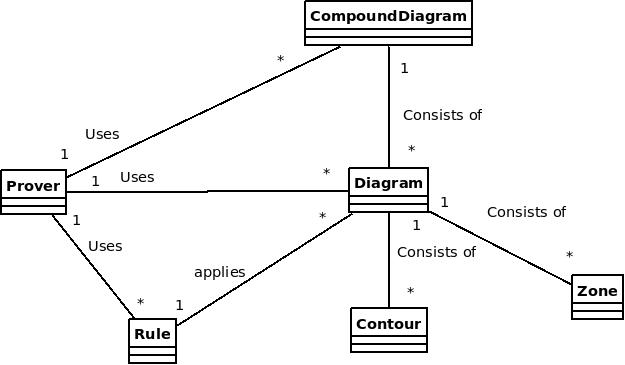 CompoundDiagram
*
1
Uses
Consists of
1
*
Prover
1
Uses
*
Diagram
1
Uses
*
1
1
Consists of
applies
Consists of
*
*
1
*
Rule
Contour
Zone